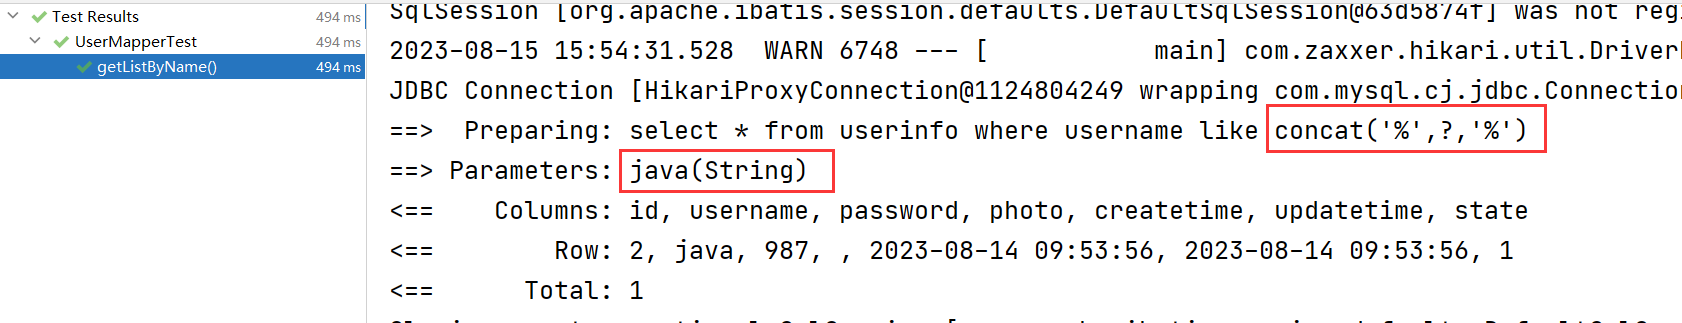 Test Results 494 ms
UserMapperTest 494 ms
getListByName() 494 ms
SqlSession [org.apache.ibatis.session.defaults.DefaultSqlSession@63d5874f] was not regi
2023-08-15 15:54:31.528  WARN 6748 --- [           main] com.zaxxer.hikari.util.Driver
JDBC Connection [HikariProxyConnection@1124804249 wrapping com.mysql.cj.jdbc.Connection
==>  Preparing: select * from userinfo where username like concat('%',?,'%')
==> Parameters: java(String)
<==    Columns: id, username, password, photo, createtime, updatetime, state
<==        Row: 2, java, 987, , 2023-08-14 09:53:56, 2023-08-14 09:53:56, 1
<==      Total: 1